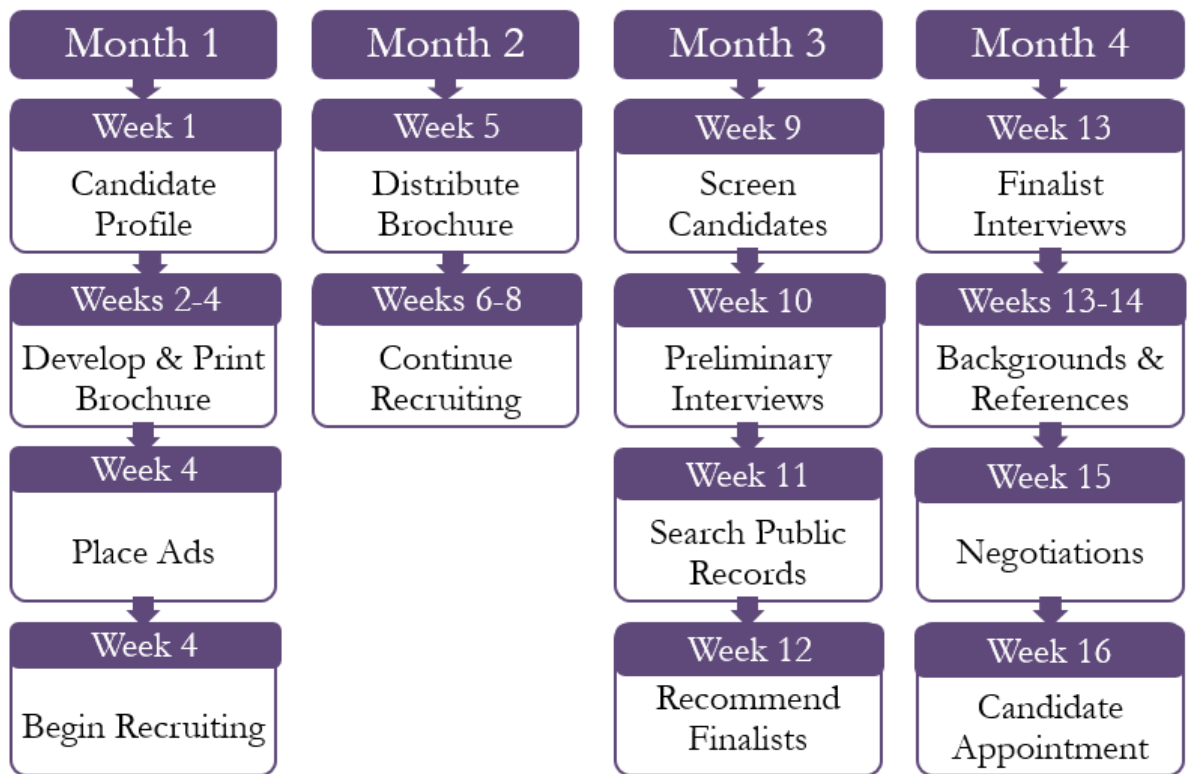 Month 1
Week 1
Candidate
Profile
Weeks 2-4
Develop & Print
Brochure
Week 4
Place Ads
Week 4
Begin Recruiting
Month 2
Week 5
Distribute
Brochure
Weeks 6-8
Continue
Recruiting
Month 3
Week 9
Screen
Candidates
Week 10
Preliminary
Interviews
Week 11
Search Public
Records
Week 12
Recommend
Finalists
Month 4
Week 13
Finalist
Interviews
Weeks 13-14
Backgrounds &
References
Week 15
Negotiations
Week 16
Candidate
Appointment